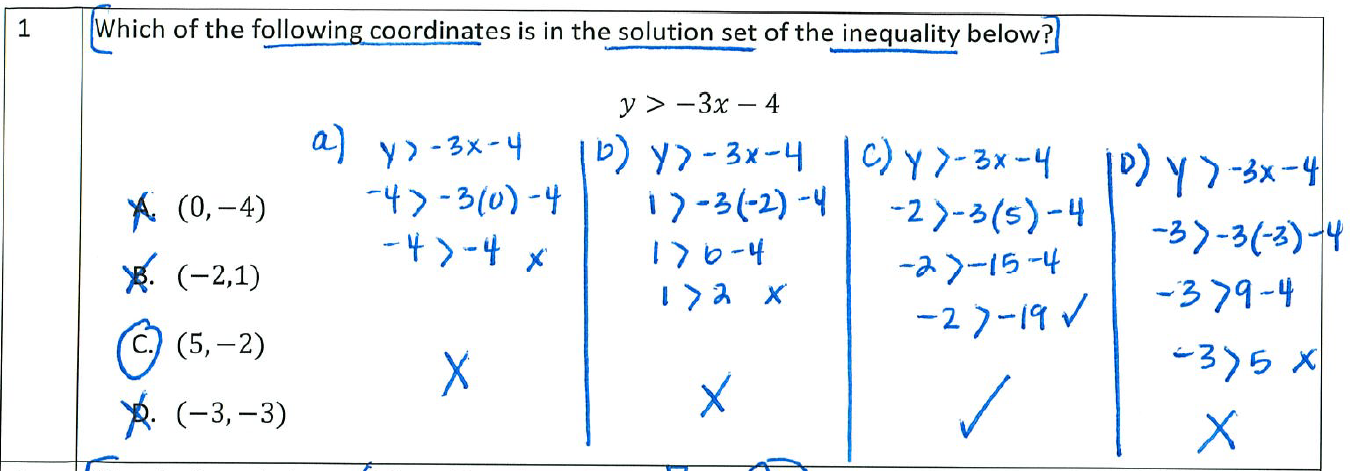 1
Which of the following coordinates is in the solution set of the inequality below?
y > −3x − 4
A. (0, −4)
B. (−2,1)
C. (5, −2)
D. (−3, −3)
a) y > -3x-4
-4 > -3(0) -4
-4 > -4 x
X
b) y > -3x-4
1 > -3(-2) -4
1 > 6-4
1 > 2 x
X
c) y > -3x-4
-2 > -3(5) -4
-2 > -15-4
-2 > -19 ✓
✓
D) y > -3x-4
-3 > -3(-3) -4
-3 > 9-4
-3 > 5 x
X